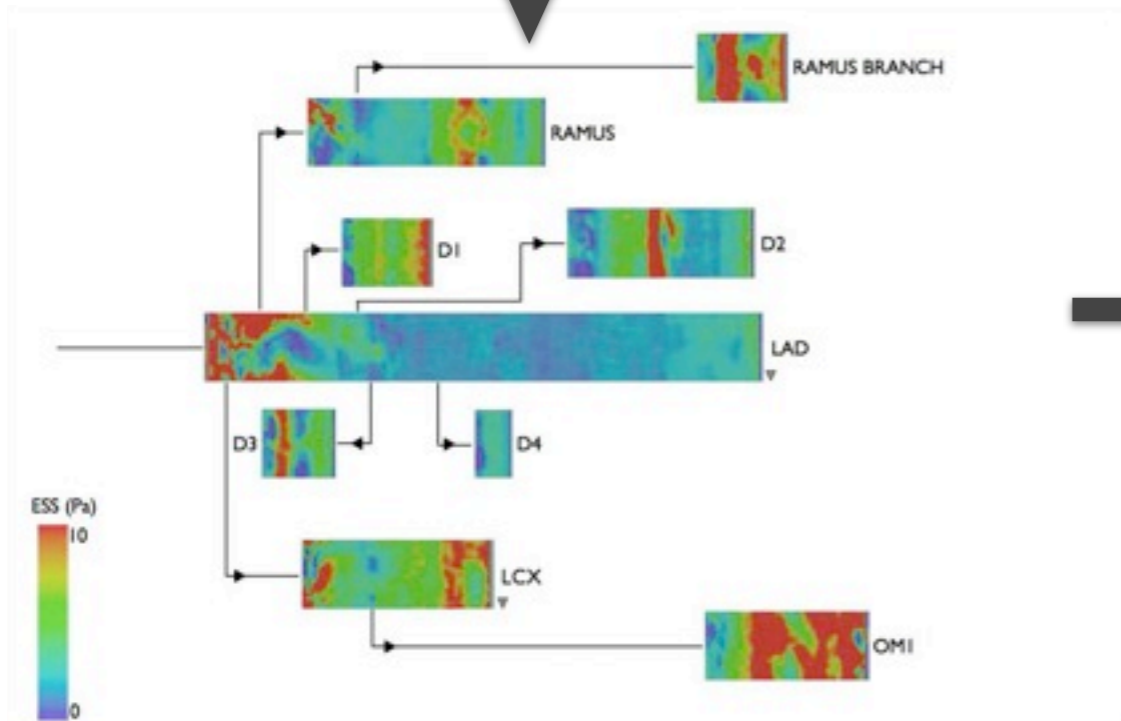 RAMUS BRANCH
RAMUS
D1
D2
LAD
D3
D4
ESS (Pa)
10
0
LCX
OM1